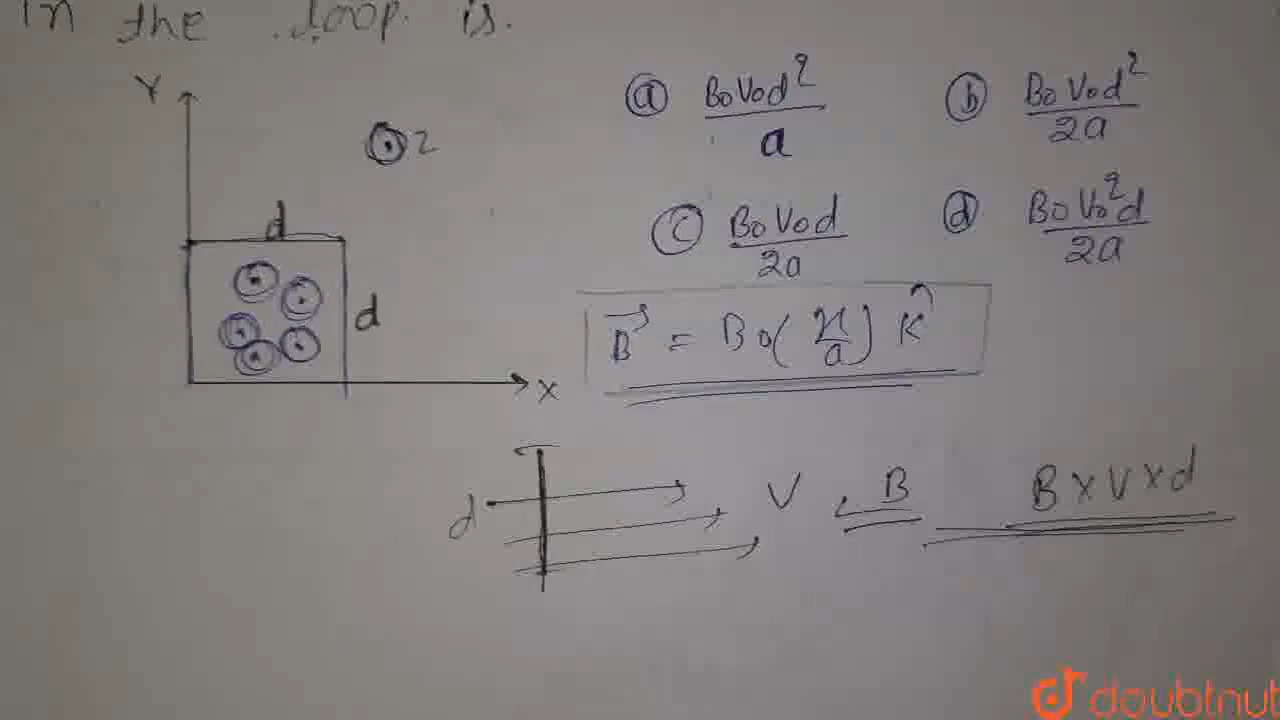 In the loop is.
Y
⊙ Z
d
d
X
(a) B₀V₀d² / a (b) B₀V₀d² / 2a
(c) B₀V₀d / 2a (d) B₀V₀²d / 2a
B⃗ = B₀(x/a) K̂
d V B B×V×d
doubtnut